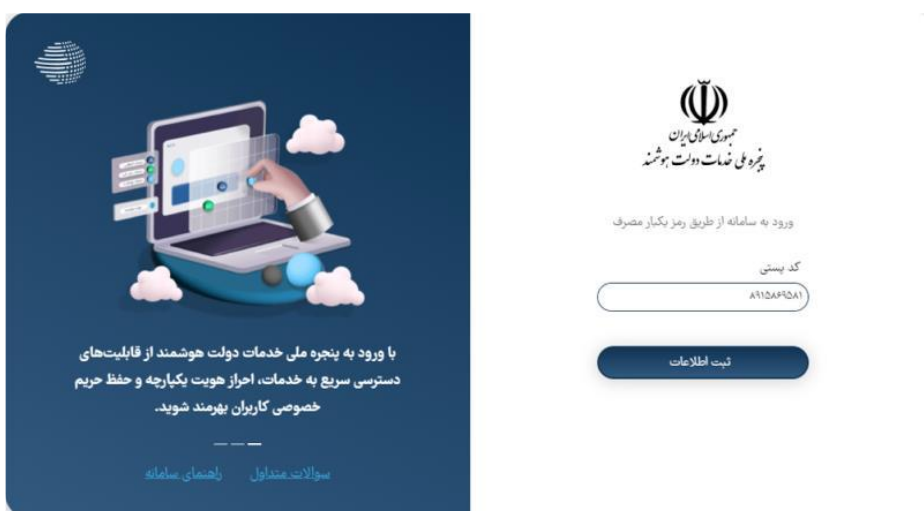 جمهوری اسلامی ایران
پنجره ملی خدمات دولت هوشمند
ورود به سامانه از طریق رمز یکبار مصرف
کد پستی
۸۹۱۵۸۶۹۵۸۱
ثبت اطلاعات
با ورود به پنجره ملی خدمات دولت هوشمند از قابلیت‌های
دسترسی سریع به خدمات، احراز هویت یکپارچه و حفظ حریم
خصوصی کاربران بهرمند شوید.
سوالات متداول
راهنمای سامانه